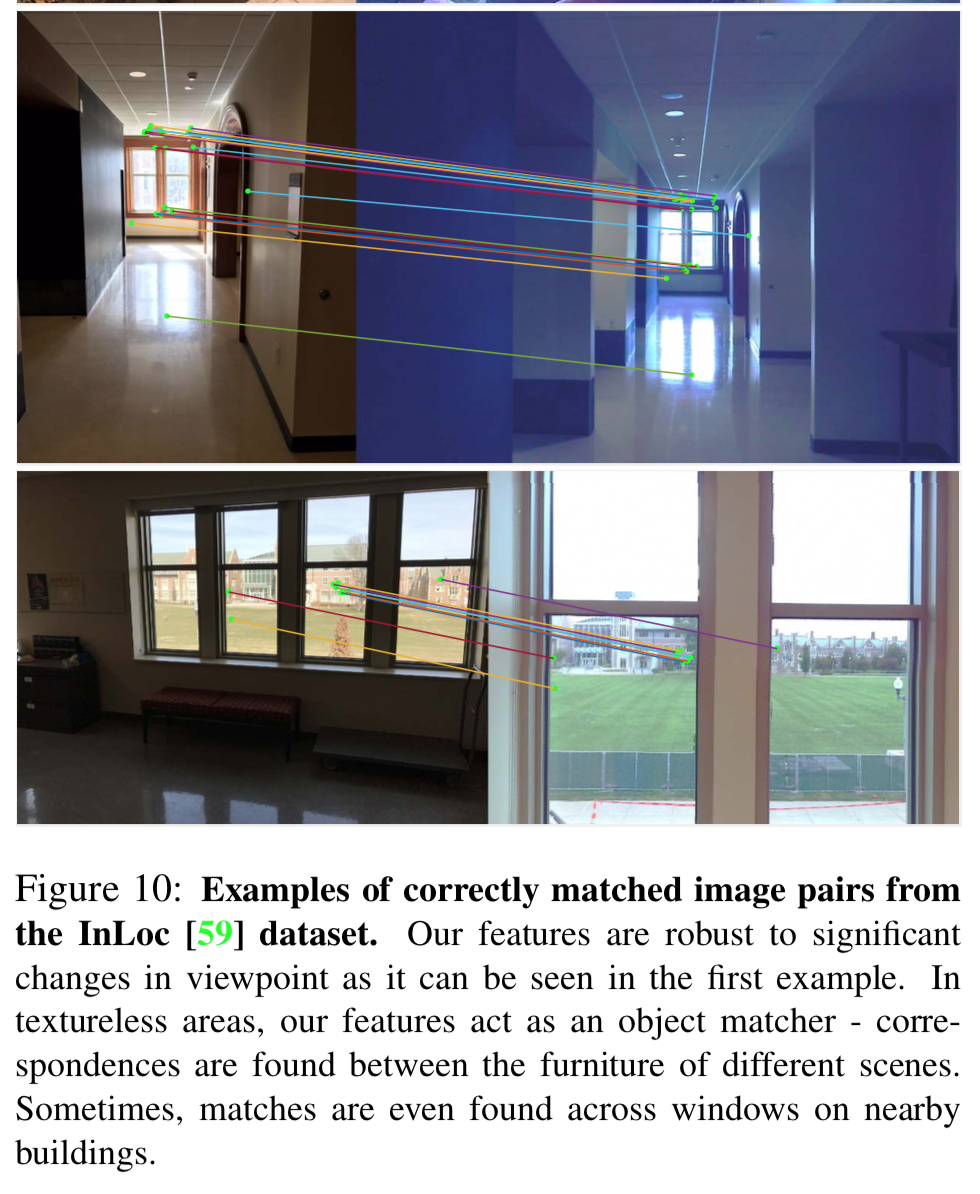 Figure 10: Examples of correctly matched image pairs from
the InLoc [59] dataset. Our features are robust to significant
changes in viewpoint as it can be seen in the first example. In
textureless areas, our features act as an object matcher - corre-
spondences are found between the furniture of different scenes.
Sometimes, matches are even found across windows on nearby
buildings.